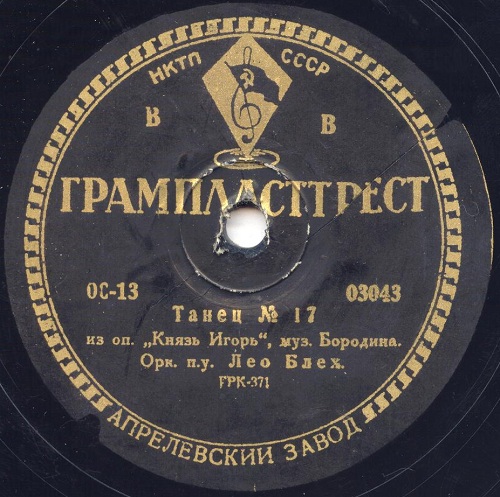 НКТП СССР
В В
ГРАМПЛАСТТРЕСТ
ОС-13 03043
Танец № 17
из оп. „Князь Игорь“, муз. Бородина.
Орк. п.у. Лео Блех.
ГРК-371
АПРЕЛЕВСКИЙ ЗАВОД